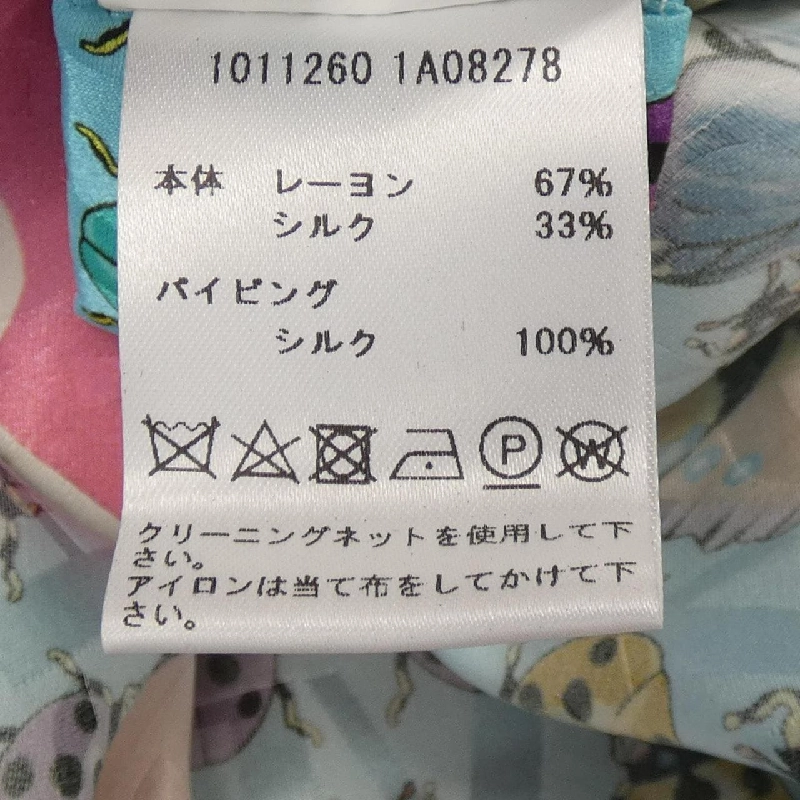 1011260 1A08278
本体 レーヨン 67%
シルク 33%
パイピング
シルク 100%
P W
クリーニングネットを使用して下
さい。
アイロンは当て布をしてかけて下
さい。